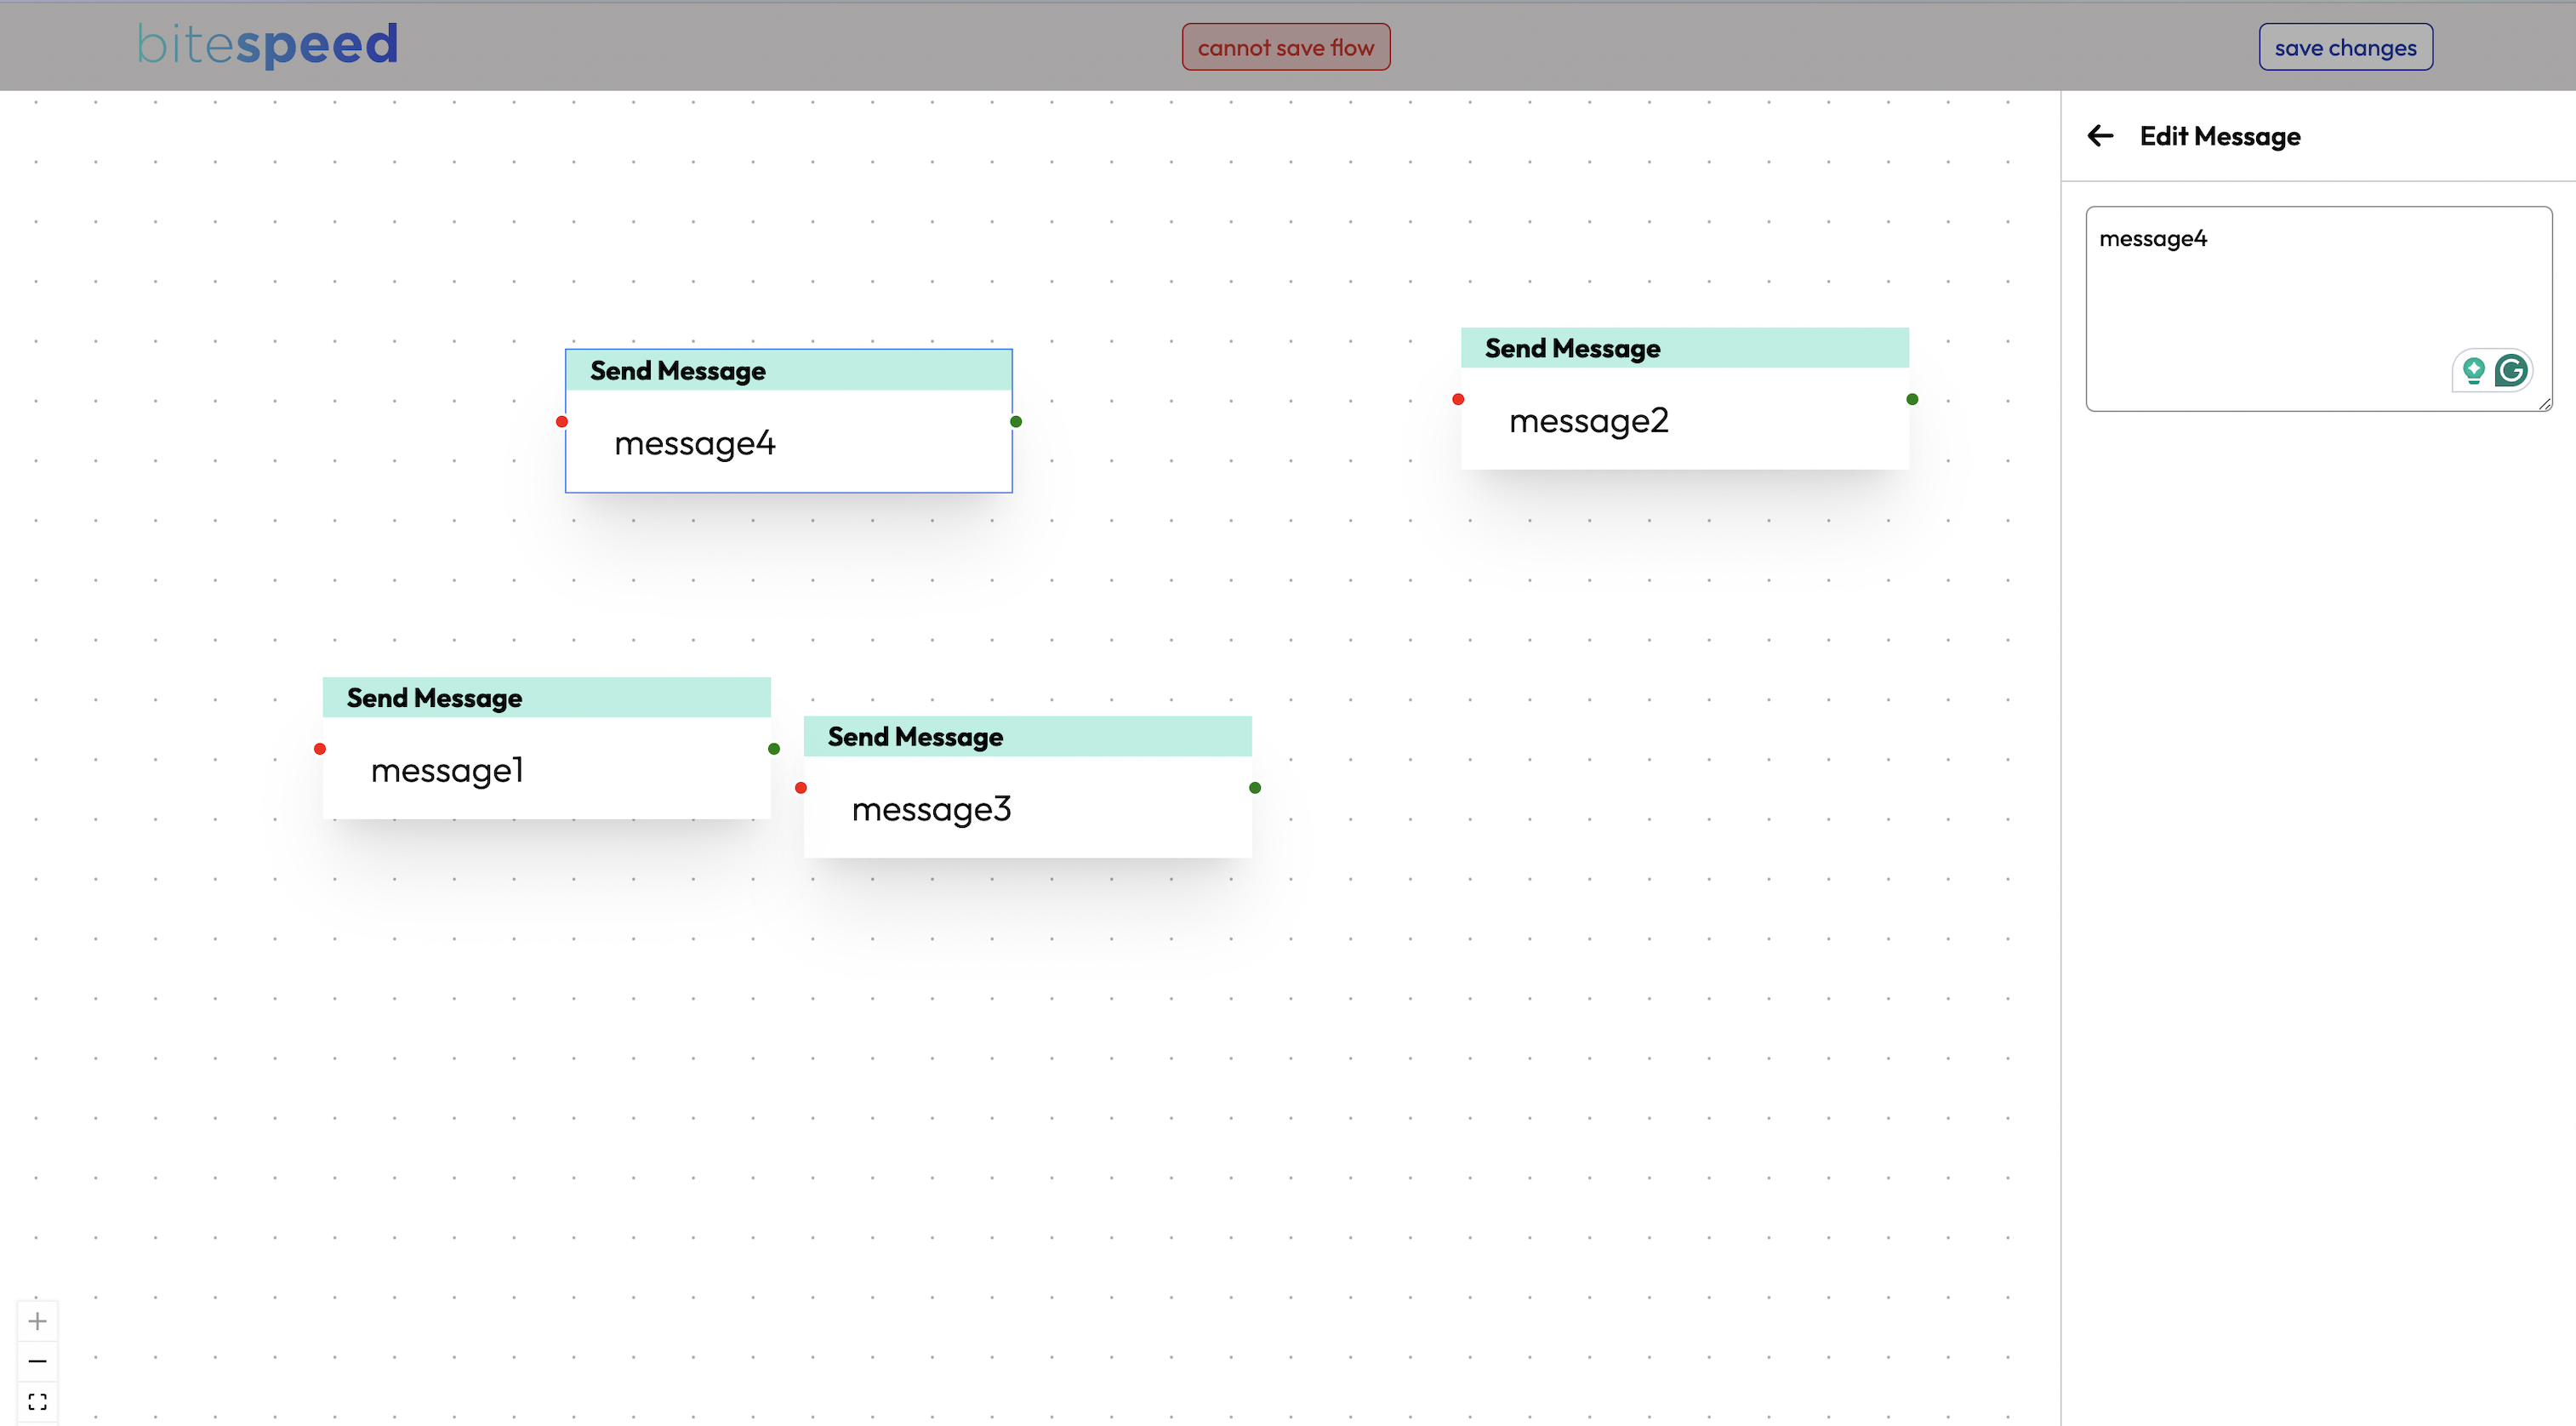 bitespeed
cannot save flow
save changes
Edit Message
message4
Send Message
message4
Send Message
message2
Send Message
message1
Send Message
message3